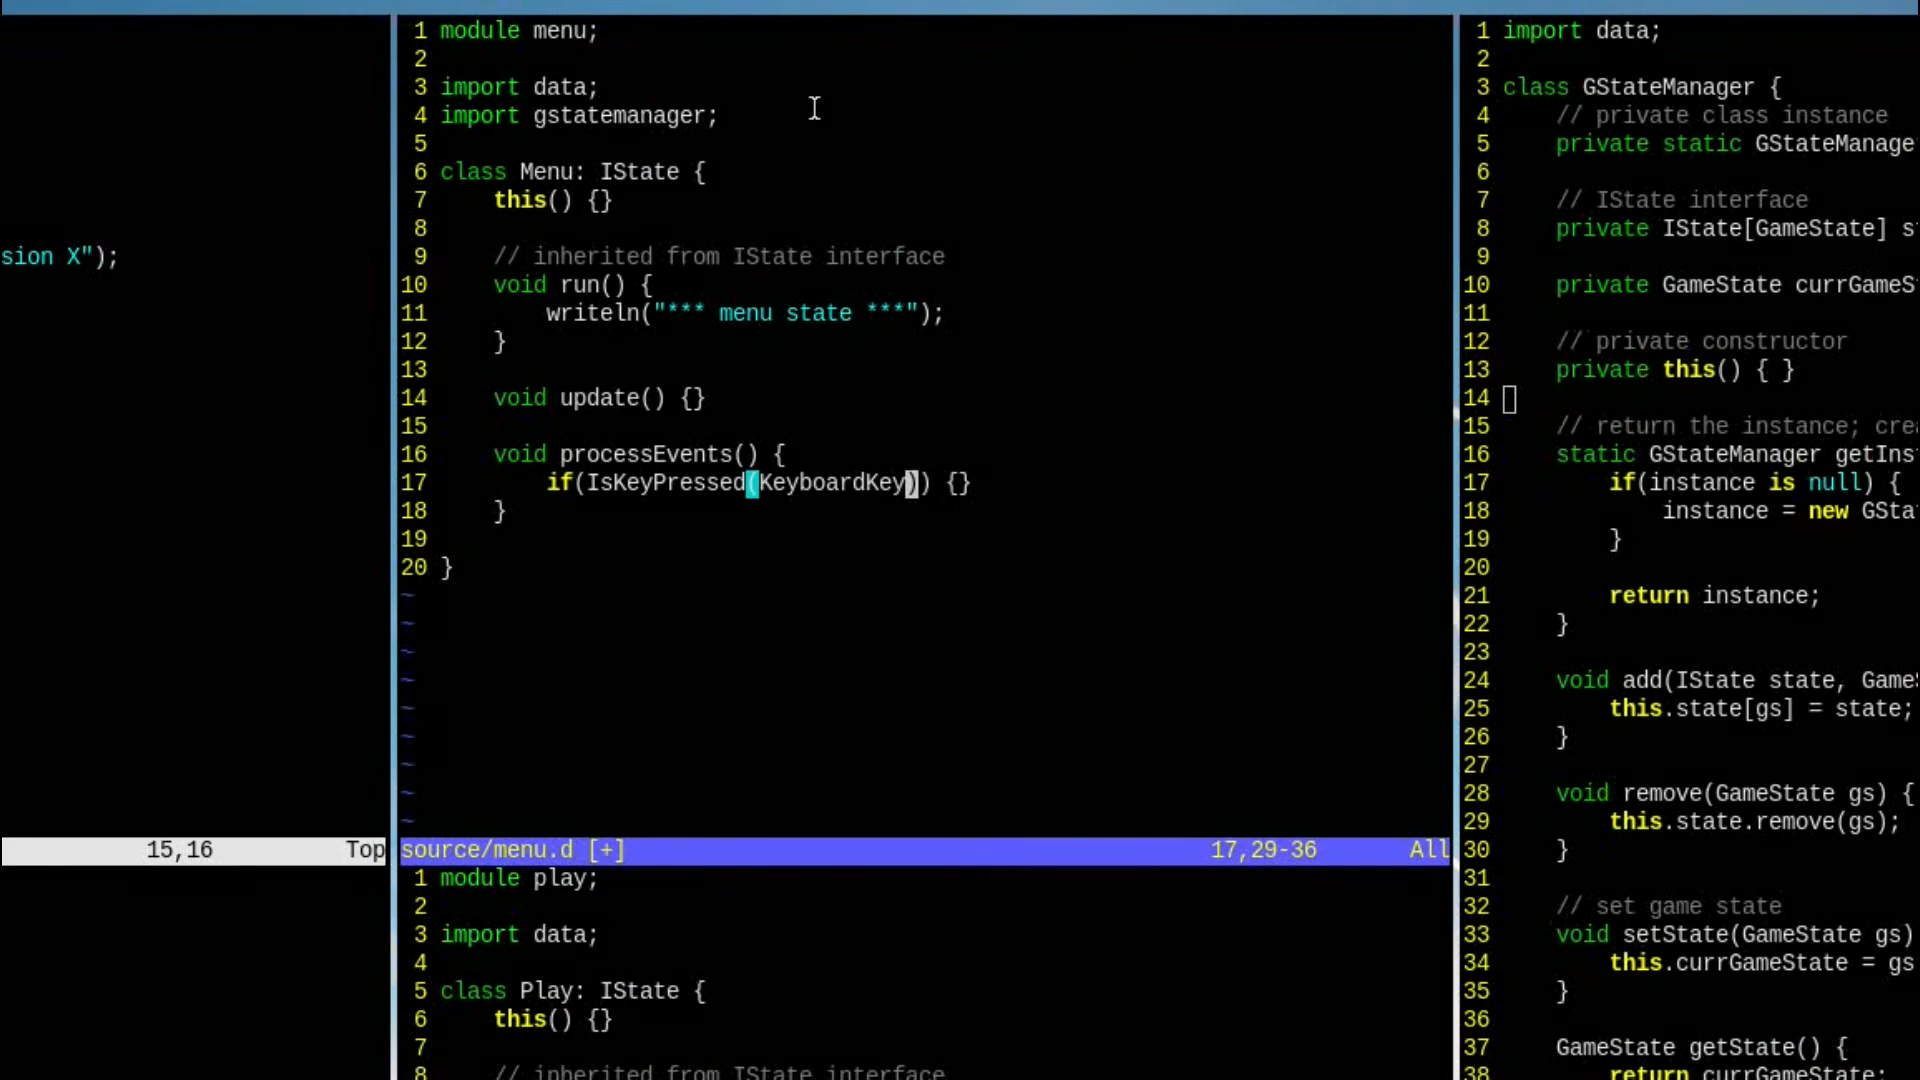 sion X");
15,16 Top
1 module menu;
2
3 import data;
4 import gstatemanager;
5
6 class Menu: IState {
7 this() {}
8
9 // inherited from IState interface
10 void run() {
11 writeln("*** menu state ***");
12 }
13
14 void update() {}
15
16 void processEvents() {
17 if(IsKeyPressed(KeyboardKey)) {}
18 }
19
20 }
~
~
~
~
~
~
~
~
~
source/menu.d [+] 17,29-36 All
1 module play;
2
3 import data;
4
5 class Play: IState {
6 this() {}
7
8 // inherited from IState interface
1 import data;
2
3 class GStateManager {
4 // private class instance
5 private static GStateManage
6
7 // IState interface
8 private IState[GameState] s
9
10 private GameState currGameS
11
12 // private constructor
13 private this() { }
14
15 // return the instance; cre
16 static GStateManager getIns
17 if(instance is null) {
18 instance = new GSta
19 }
20
21 return instance;
22 }
23
24 void add(IState state, Game
25 this.state[gs] = state;
26 }
27
28 void remove(GameState gs) {
29 this.state.remove(gs);
30 }
31
32 // set game state
33 void setState(GameState gs)
34 this.currGameState = gs
35 }
36
37 GameState getState() {
38 return currGameState;